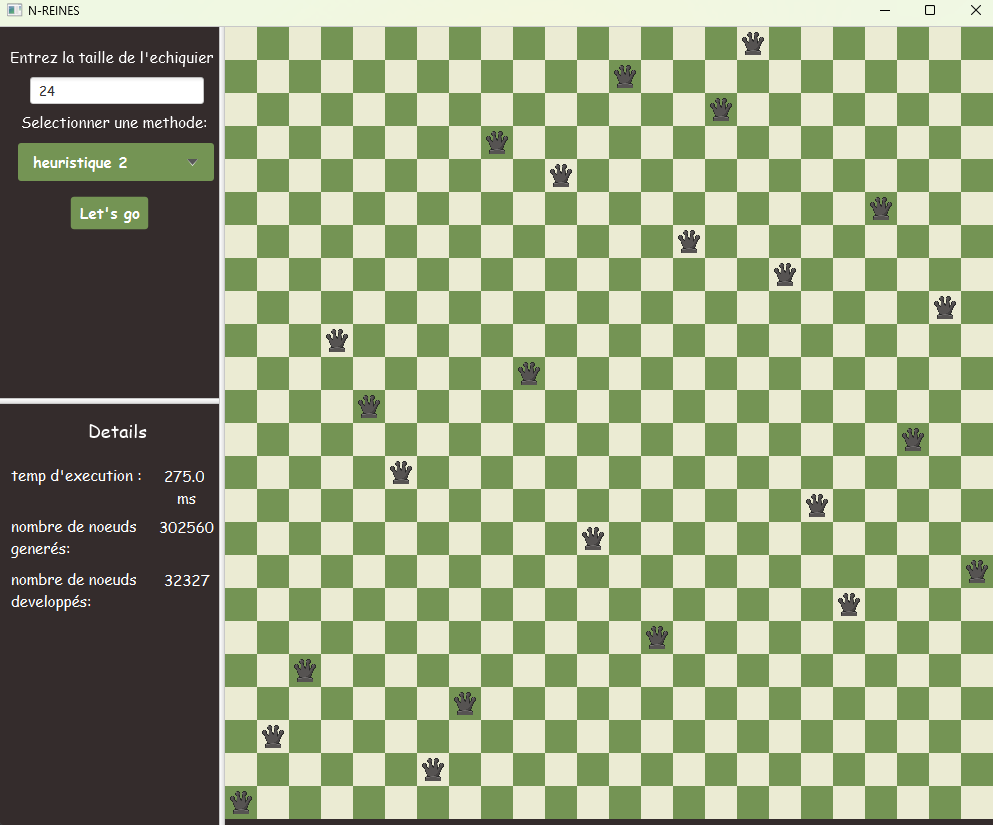 N-REINES
Entrez la taille de l'echiquier
24
Selectionner une methode:
heuristique 2
Let's go
Details
temp d'execution :
275.0
ms
nombre de noeuds
generés:
302560
nombre de noeuds
developpés:
32327